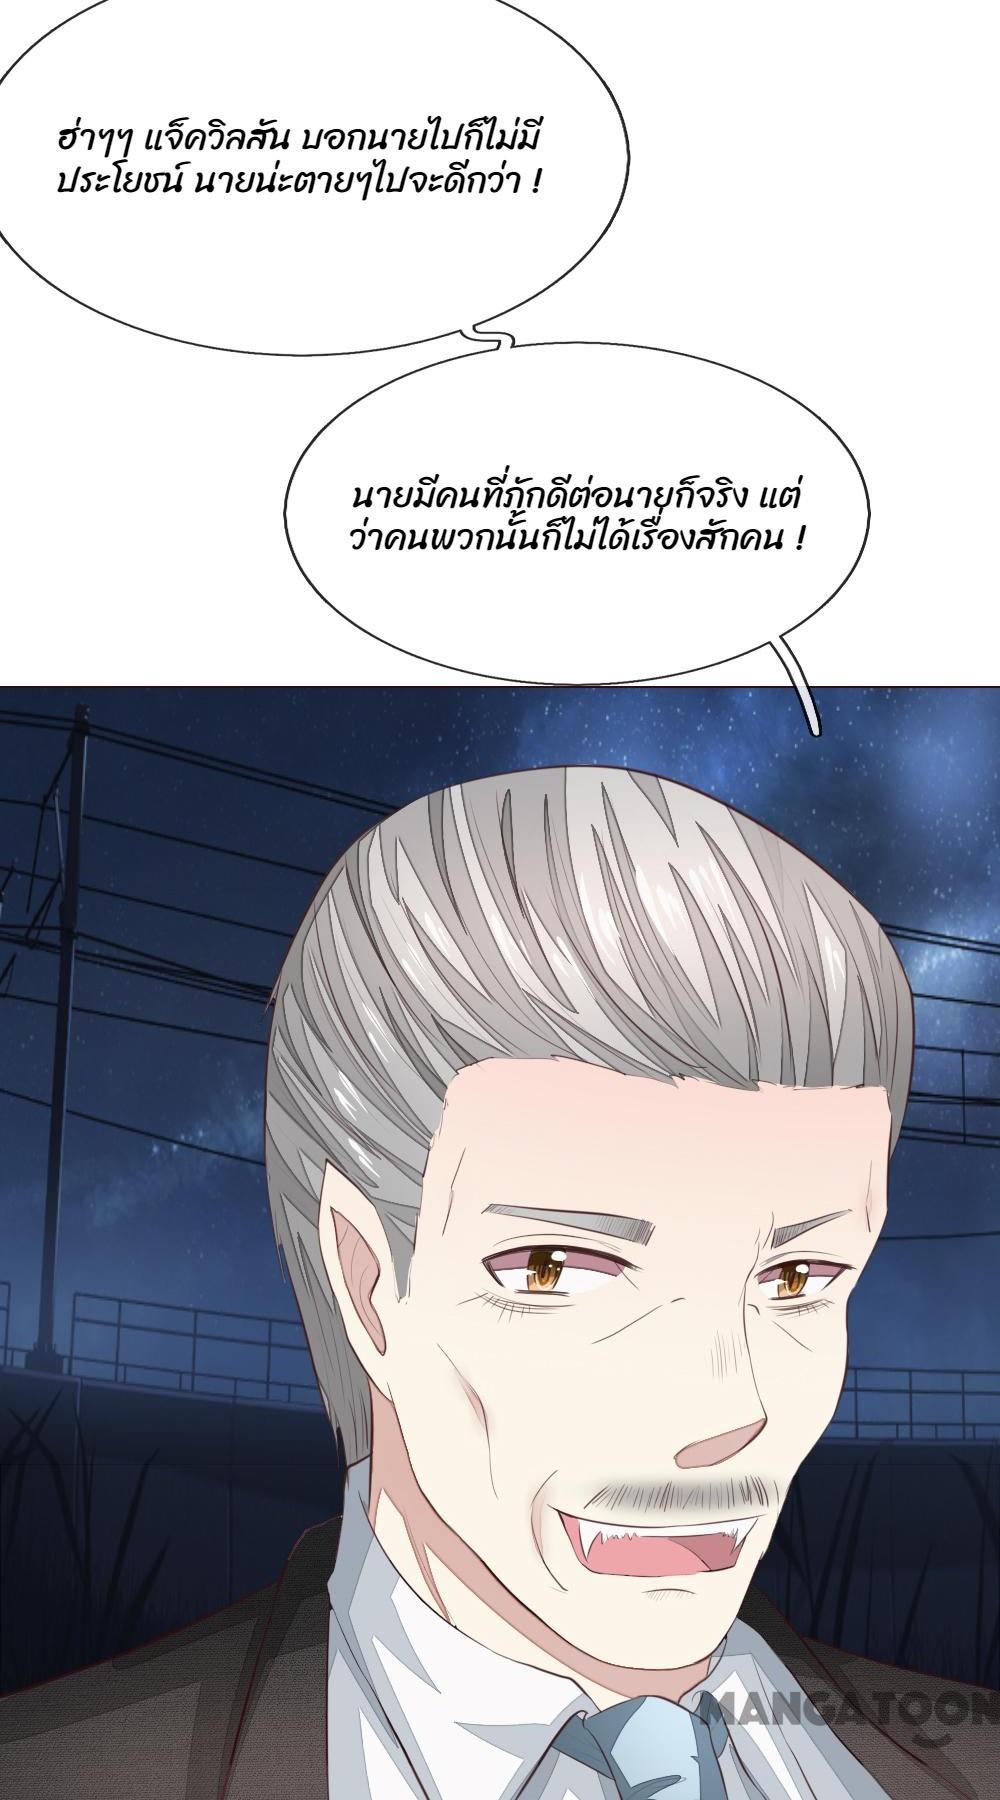 ฮ่าๆๆ แจ็ควิลสัน บอกนายไปก็ไม่มี
ประโยชน์ นายน่ะตายๆไปจะดีกว่า !
นายมีคนที่ภักดีต่อนายก็จริง แต่
ว่าคนพวกนั้นก็ไม่ได้เรื่องสักคน !
MANGATOON